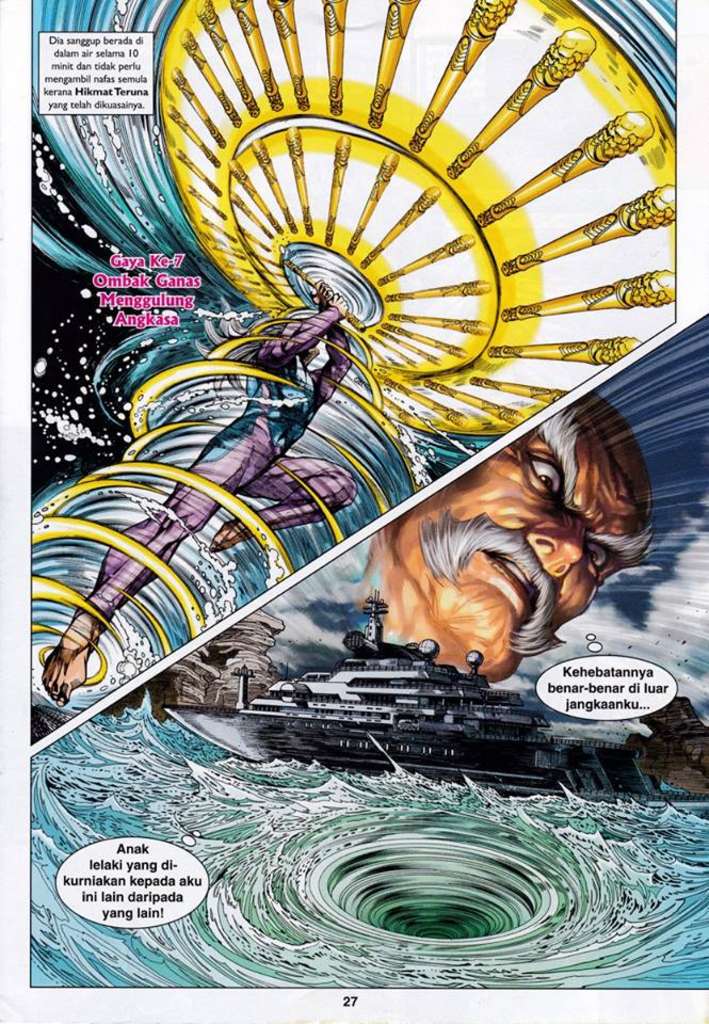 Dia sanggup berada di
dalam air selama 10
minit dan tidak perlu
mengambil nafas semula
kerana Hikmat Teruna
yang telah dikuasainya.
Gaya Ke-7
Ombak Ganas
Menggulung
Angkasa
Kehebatannya
benar-benar di luar
jangkaanku...
Anak
lelaki yang di-
kurniakan kepada aku
ini lain daripada
yang lain!
27